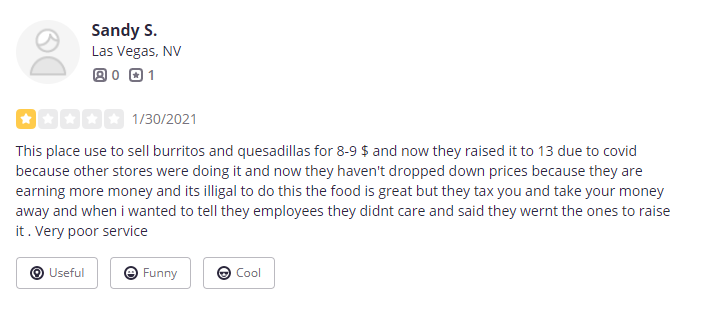 Sandy S.
Las Vegas, NV
0 1
1/30/2021
This place use to sell burritos and quesadillas for 8-9 $ and now they raised it to 13 due to covid
because other stores were doing it and now they haven't dropped down prices because they are
earning more money and its illigal to do this the food is great but they tax you and take your money
away and when i wanted to tell they employees they didnt care and said they wernt the ones to raise
it . Very poor service
Useful Funny Cool